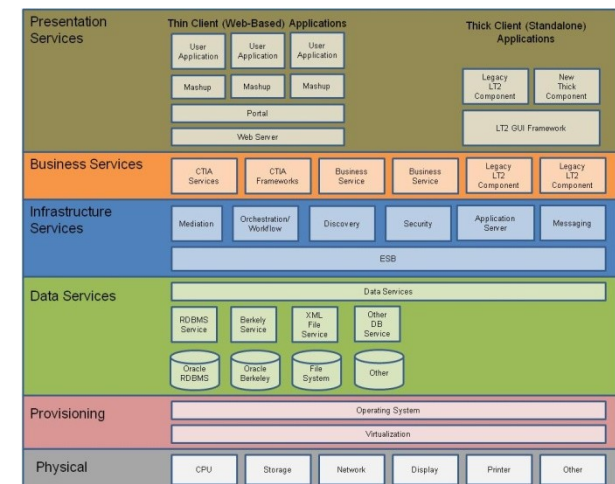 Presentation
Services
Thin Client (Web-Based) Applications
Thick Client (Standalone)
Applications
User
Application
User
Application
User
Application
Mashup
Mashup
Mashup
Portal
Web Server
Legacy
LT2
Component
New
Thick
Component
LT2 GUI Framework
Business Services
CTIA
Services
CTIA
Frameworks
Business
Service
Business
Service
Legacy
LT2
Component
Legacy
LT2
Component
Infrastructure
Services
Mediation
Orchestration/
Workflow
Discovery
Security
Application
Server
Messaging
ESB
Data Services
Data Services
RDBMS
Service
Berkely
Service
XML
File
Service
Other
DB
Service
Oracle
RDBMS
Oracle
Berkeley
File
System
Other
Provisioning
Operating System
Virtualization
Physical
CPU
Storage
Network
Display
Printer
Other